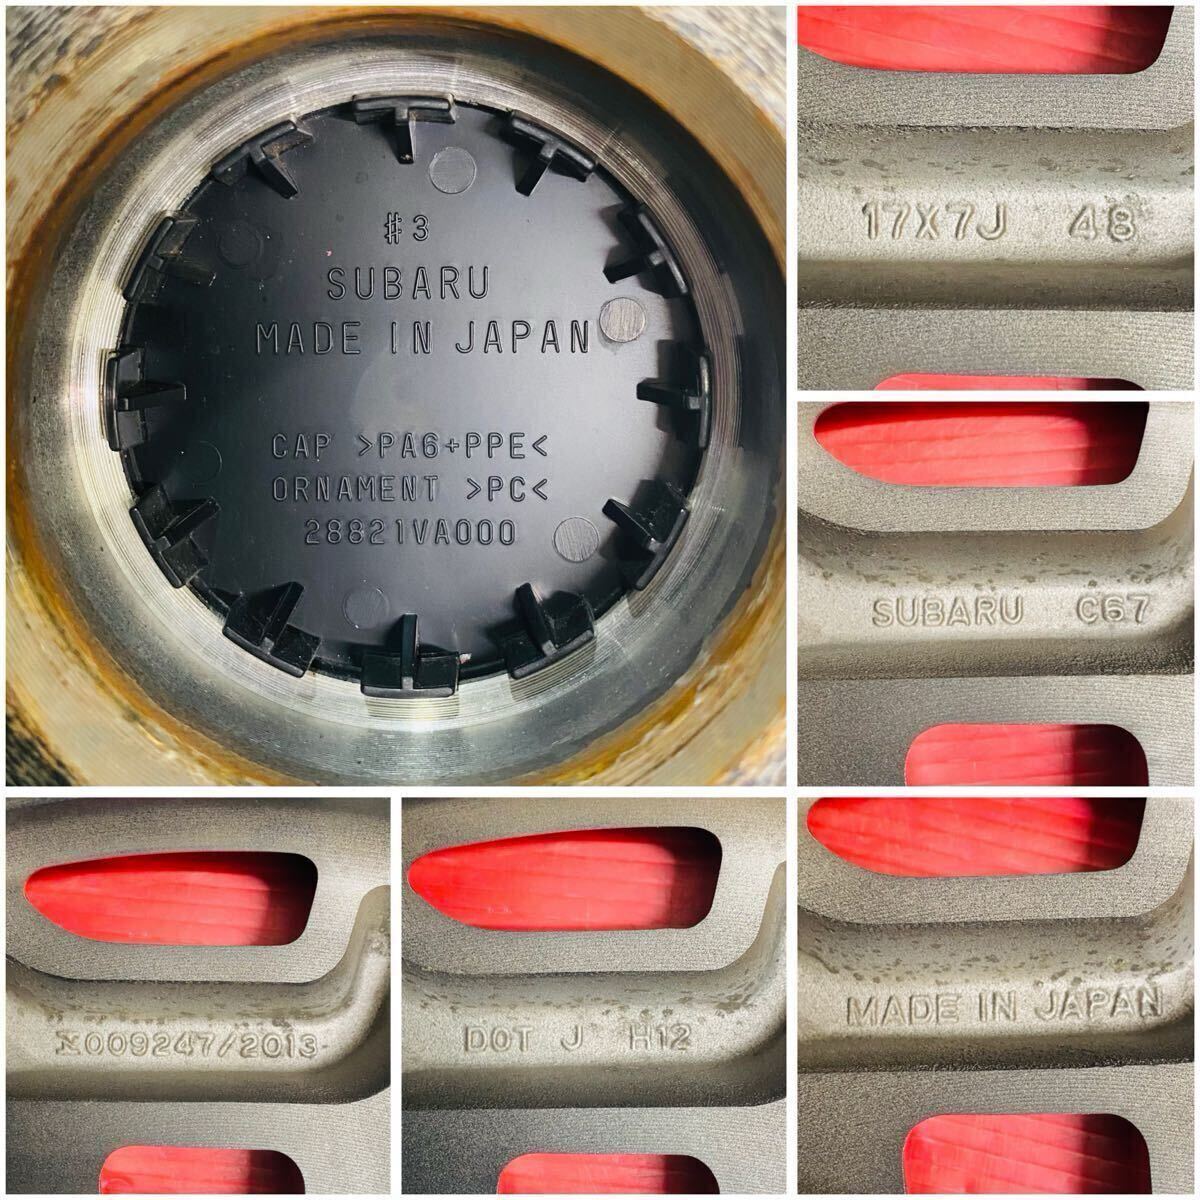 #3
SUBARU
MADE IN JAPAN
CAP >PA6+PPE<
ORNAMENT >PC<
28821VA000
17X7J 48
SUBARU C67
009247/2013
DOT J H12
MADE IN JAPAN